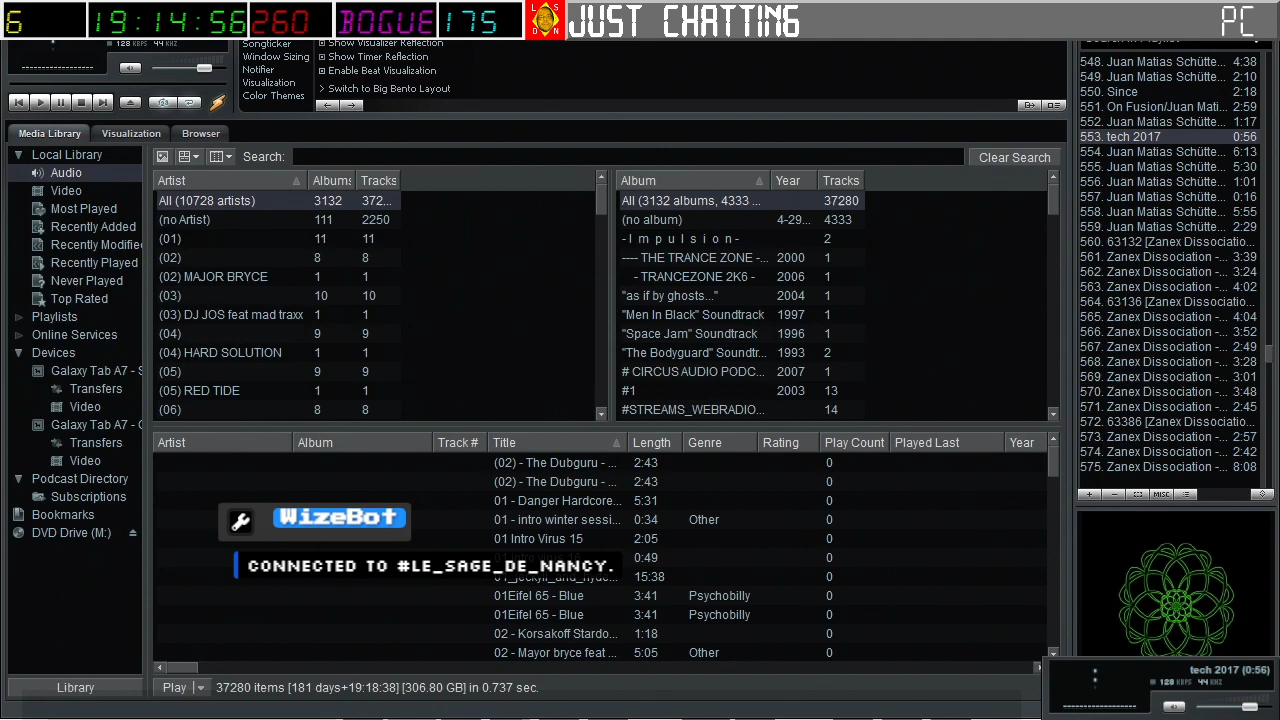 6 19:14:56 260 BOGUE 175 JUST CHATTING PC
L S D N
128 KBPS 44 KHZ
Songticker
Window Sizing
Notifier
Visualization
Color Themes
Show Visualizer Reflection
Show Timer Reflection
Enable Beat Visualization
Switch to Big Bento Layout
Media Library Visualization Browser
Local Library
Audio
Video
Most Played
Recently Added
Recently Modifie
Recently Played
Never Played
Top Rated
Playlists
Online Services
Devices
Galaxy Tab A7 - S
Transfers
Video
Galaxy Tab A7 - C
Transfers
Video
Podcast Directory
Subscriptions
Bookmarks
DVD Drive (M:)
Library
Search: Clear Search
Artist Albums Tracks
All (10728 artists) 3132 372...
(no Artist) 111 2250
(01) 11 11
(02) 8 8
(02) MAJOR BRYCE 1 1
(03) 10 10
(03) DJ JOS feat mad traxx 1 1
(04) 9 9
(04) HARD SOLUTION 1 1
(05) 9 9
(05) RED TIDE 1 1
(06) 8 8
Album Year Tracks
All (3132 albums, 4333 ... 37280
(no album) 4-29... 4333
- I m p u l s i o n - 2
---- THE TRANCE ZONE - ... 2000 1
- TRANCEZONE 2K6 - 2006 1
"as if by ghosts..." 2004 1
"Men In Black" Soundtrack 1997 1
"Space Jam" Soundtrack 1996 1
"The Bodyguard" Soundtr... 1993 2
# CIRCUS AUDIO PODC... 2007 1
#1 2003 13
#STREAMS_WEBRADIO... 14
Artist Album Track # Title Length Genre Rating Play Count Played Last Year
(02) - The Dubguru - ... 2:43 0
(02) - The Dubguru - ... 2:43 0
01 - Danger Hardcore... 5:31 0
01 - intro winter sessi... 0:34 Other 0
01 Intro Virus 15 2:05 0
0:49 0
15:38 0
01Eifel 65 - Blue 3:41 Psychobilly 0
01Eifel 65 - Blue 3:41 Psychobilly 0
02 - Korsakoff Stardo... 1:18 0
02 - Mayor bryce feat ... 5:05 Other 0
WizeBot
CONNECTED TO #LE_SAGE_DE_NANCY.
Play 37280 items [181 days+19:18:38] [306.80 GB] in 0.797 sec.
548. Juan Matias Schütte... 4:38
549. Juan Matias Schütte... 2:10
550. Since 2:18
551. On Fusion/Juan Mati... 2:59
552. Juan Matias Schütte... 1:17
553. tech 2017 0:56
554. Juan Matias Schütte... 6:13
555. Juan Matias Schütte... 5:30
556. Juan Matias Schütte... 1:01
557. Juan Matias Schütte... 0:16
558. Juan Matias Schütte... 5:55
559. Juan Matias Schütte... 2:29
560. 63132 [Zanex Dissociatio...
561. Zanex Dissociation -... 3:39
562. Zanex Dissociation -... 3:24
563. Zanex Dissociation -... 4:02
564. 63136 [Zanex Dissociatio...
565. Zanex Dissociation -... 4:04
566. Zanex Dissociation -... 3:52
567. Zanex Dissociation -... 2:49
568. Zanex Dissociation -... 3:28
569. Zanex Dissociation -... 3:01
570. Zanex Dissociation -... 3:48
571. Zanex Dissociation -... 2:45
572. 63386 [Zanex Dissociatio...
573. Zanex Dissociation -... 2:57
574. Zanex Dissociation -... 2:42
575. Zanex Dissociation -... 8:08
MISC
tech 2017 (0:56)
128 KBPS 44 KHZ